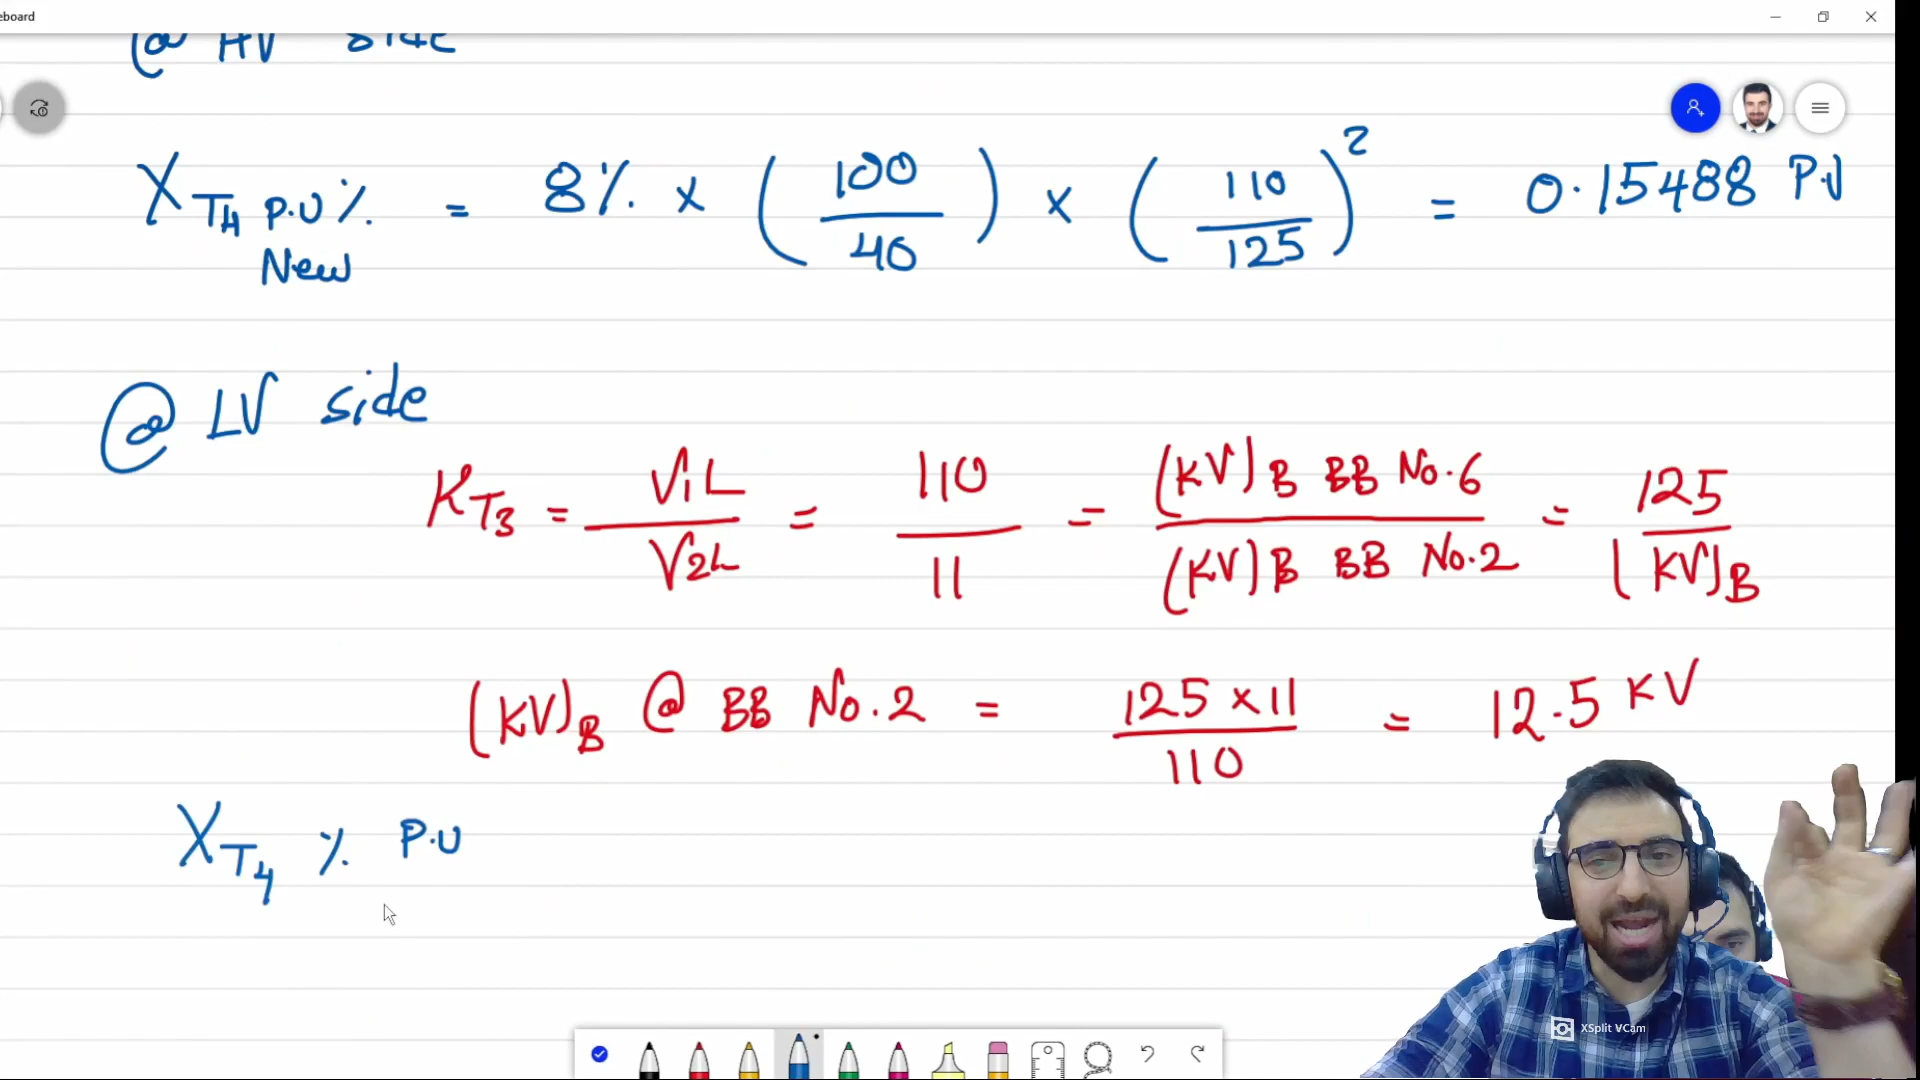 eboard
@ HV side
X T4 P.U % New = 8% x (100/40) x (110/125)² = 0.15488 P.U
@ LV side
K T3 = V1L/V2L = 110/11 = (KV)B BB No.6/(KV)B BB No.2 = 125/(KV)B
(KV)B @ BB No.2 = 125 x 11/110 = 12.5 KV
X T4 % P.U
XSplit VCam